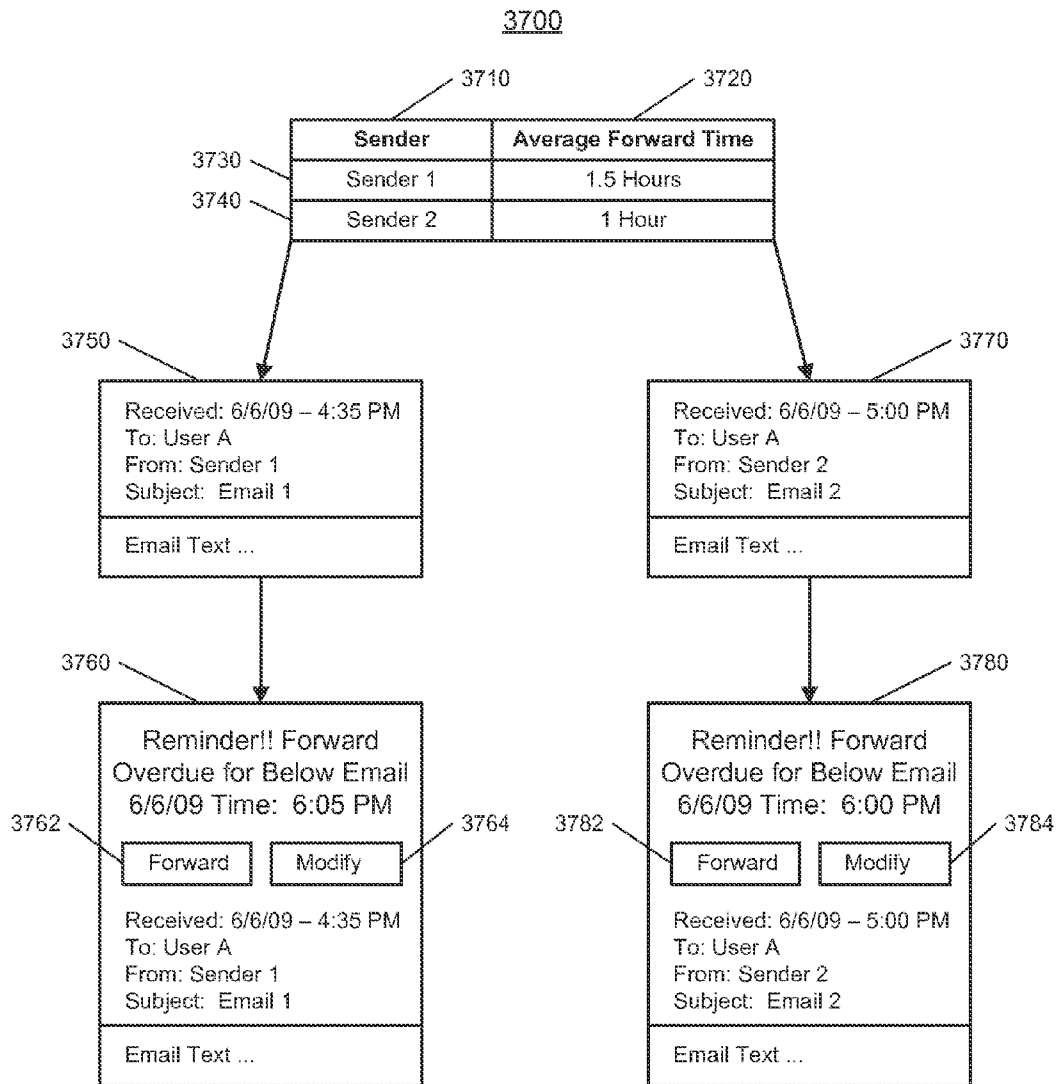 3700
3710
3720
Sender
Average Forward Time
3730
Sender 1
1.5 Hours
3740
Sender 2
1 Hour
3750
Received: 6/6/09 – 4:35 PM
To: User A
From: Sender 1
Subject: Email 1
Email Text ...
3770
Received: 6/6/09 – 5:00 PM
To: User A
From: Sender 2
Subject: Email 2
Email Text ...
3760
Reminder!! Forward
Overdue for Below Email
6/6/09 Time: 6:05 PM
3762
3764
Forward
Modify
Received: 6/6/09 – 4:35 PM
To: User A
From: Sender 1
Subject: Email 1
Email Text ...
3780
Reminder!! Forward
Overdue for Below Email
6/6/09 Time: 6:00 PM
3782
3784
Forward
Modify
Received: 6/6/09 – 5:00 PM
To: User A
From: Sender 2
Subject: Email 2
Email Text ...